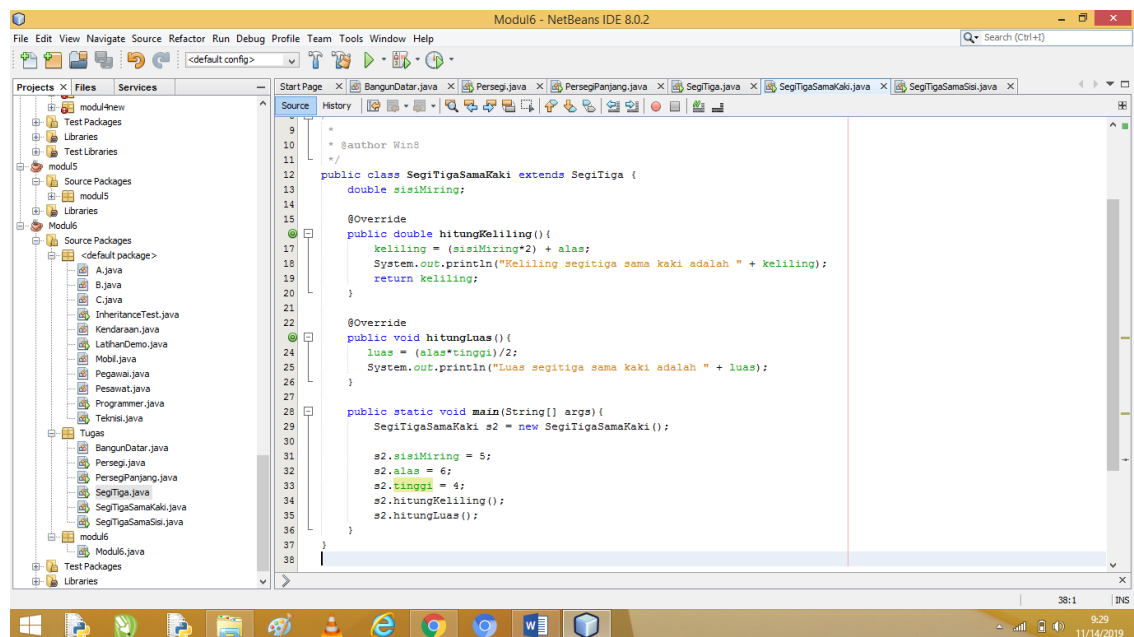 Modul6 - NetBeans IDE 8.0.2
File Edit View Navigate Source Refactor Run Debug Profile Team Tools Window Help
Search (Ctrl+I)
<default config>
Projects Files Services
Start Page BangunDatar.java Persegi.java PersegiPanjang.java SegiTiga.java SegiTigaSamaKaki.java SegiTigaSamaSisi.java
Source History
modul4new
Test Packages
Libraries
Test Libraries
modul5
Source Packages
modul5
Libraries
Modul6
Source Packages
<default package>
A.java
B.java
C.java
InheritanceTest.java
Kendaraan.java
LatihanDemo.java
Mobil.java
Pegawai.java
Pesawat.java
Programmer.java
Teknisi.java
Tugas
BangunDatar.java
Persegi.java
PersegiPanjang.java
SegiTiga.java
SegiTigaSamaKaki.java
SegiTigaSamaSisi.java
modul6
Modul6.java
Test Packages
Libraries
9 *
10 * @author Win8
11 */
12 public class SegiTigaSamaKaki extends SegiTiga {
13 double sisiMiring;
14
15 @Override
public double hitungKeliling(){
17 keliling = (sisiMiring*2) + alas;
18 System.out.println("Keliling segitiga sama kaki adalah " + keliling);
19 return keliling;
20 }
21
22 @Override
public void hitungLuas(){
24 luas = (alas*tinggi)/2;
25 System.out.println("Luas segitiga sama kaki adalah " + luas);
26 }
27
28 public static void main(String[] args){
29 SegiTigaSamaKaki s2 = new SegiTigaSamaKaki();
30
31 s2.sisiMiring = 5;
32 s2.alas = 6;
33 s2.tinggi = 4;
34 s2.hitungKeliling();
35 s2.hitungLuas();
36 }
37 }
38
38:1 INS
9:29
11/14/2019